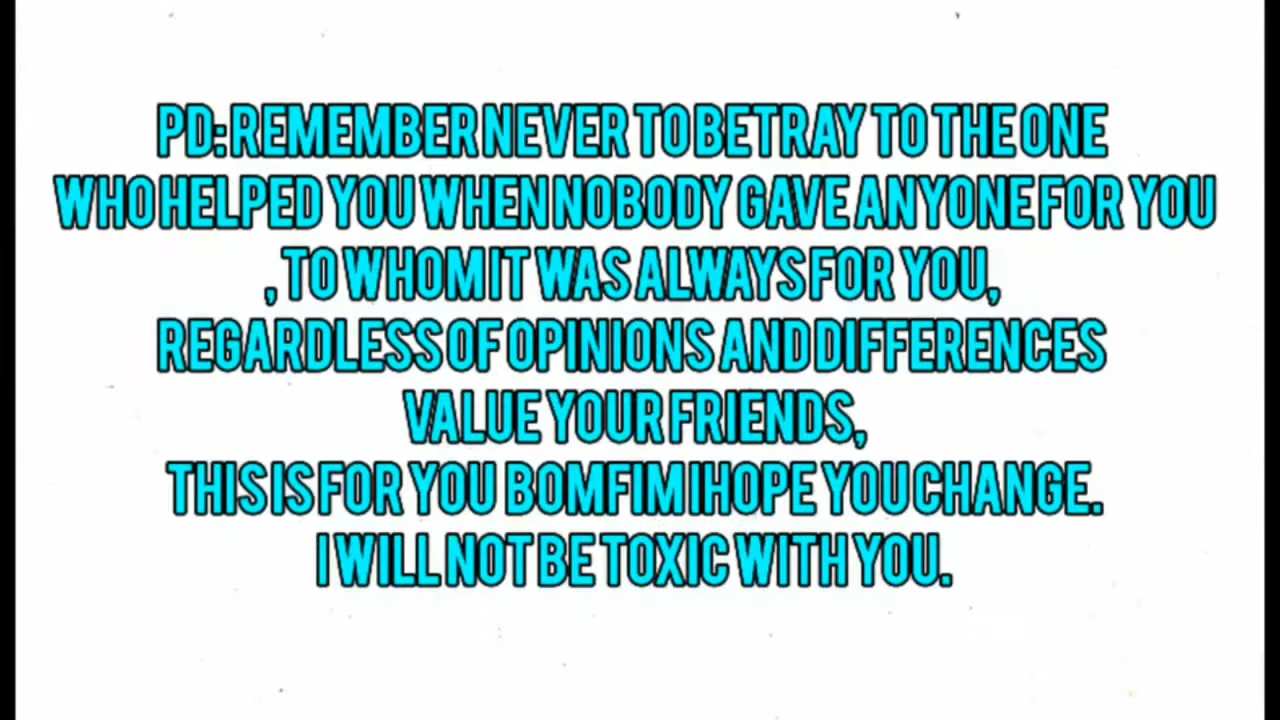 PD: REMEMBER NEVER TO BETRAY TO THE ONE
WHO HELPED YOU WHEN NOBODY GAVE ANYONE FOR YOU
, TO WHOM IT WAS ALWAYS FOR YOU,
REGARDLESS OF OPINIONS AND DIFFERENCES
VALUE YOUR FRIENDS,
THIS IS FOR YOU BOMFIM I HOPE YOU CHANGE.
I WILL NOT BE TOXIC WITH YOU.